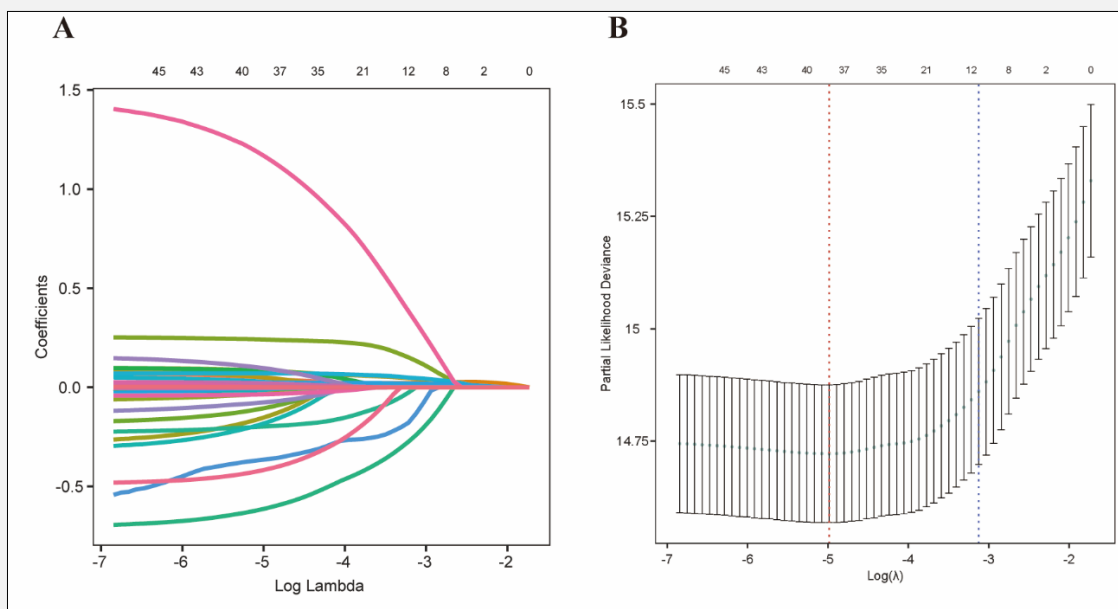 A
45 43 40 37 35 21 12 8 2 0
1.5
1.0
0.5
0.0
-0.5
Coefficients
-7 -6 -5 -4 -3 -2
Log Lambda
B
45 43 40 37 35 21 12 8 2 0
15.5
15.25
15
14.75
Partial Likelihood Deviance
-7 -6 -5 -4 -3 -2
Log(λ)